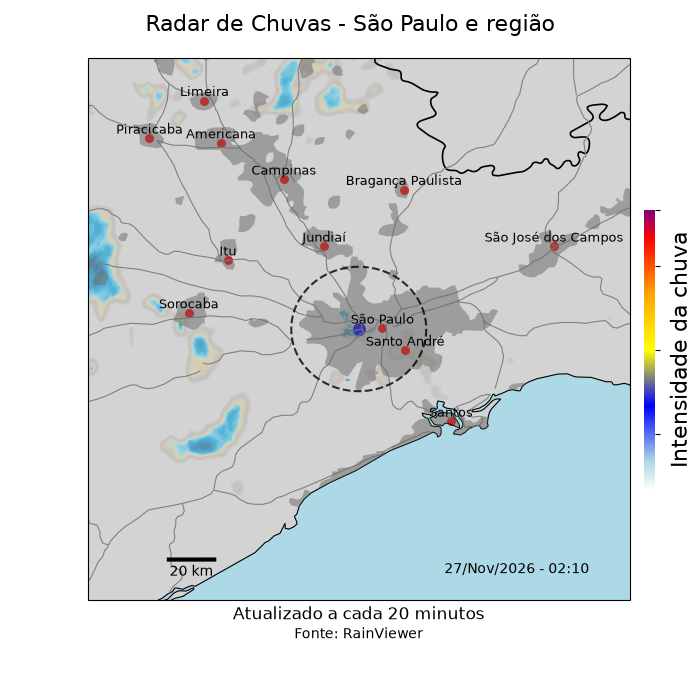 Radar de Chuvas - São Paulo e região
Limeira
Piracicaba
Americana
Campinas
Bragança Paulista
Itu
Jundiaí
São José dos Campos
Sorocaba
São Paulo
Santo André
Santos
Intensidade da chuva
20 km
27/Nov/2026 - 02:10
Atualizado a cada 20 minutos
Fonte: RainViewer